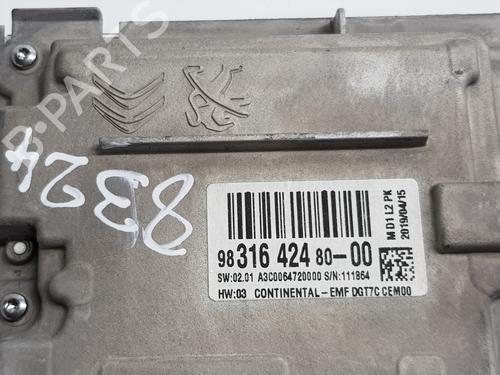 B-PARTS
8324
98 316 424 80-00
SW:02.01 A3C0064720000 S/N:111864
HW:03 CONTINENTAL-EMF DGT7C CEM00
M D1 L2 PK
2019/04/15